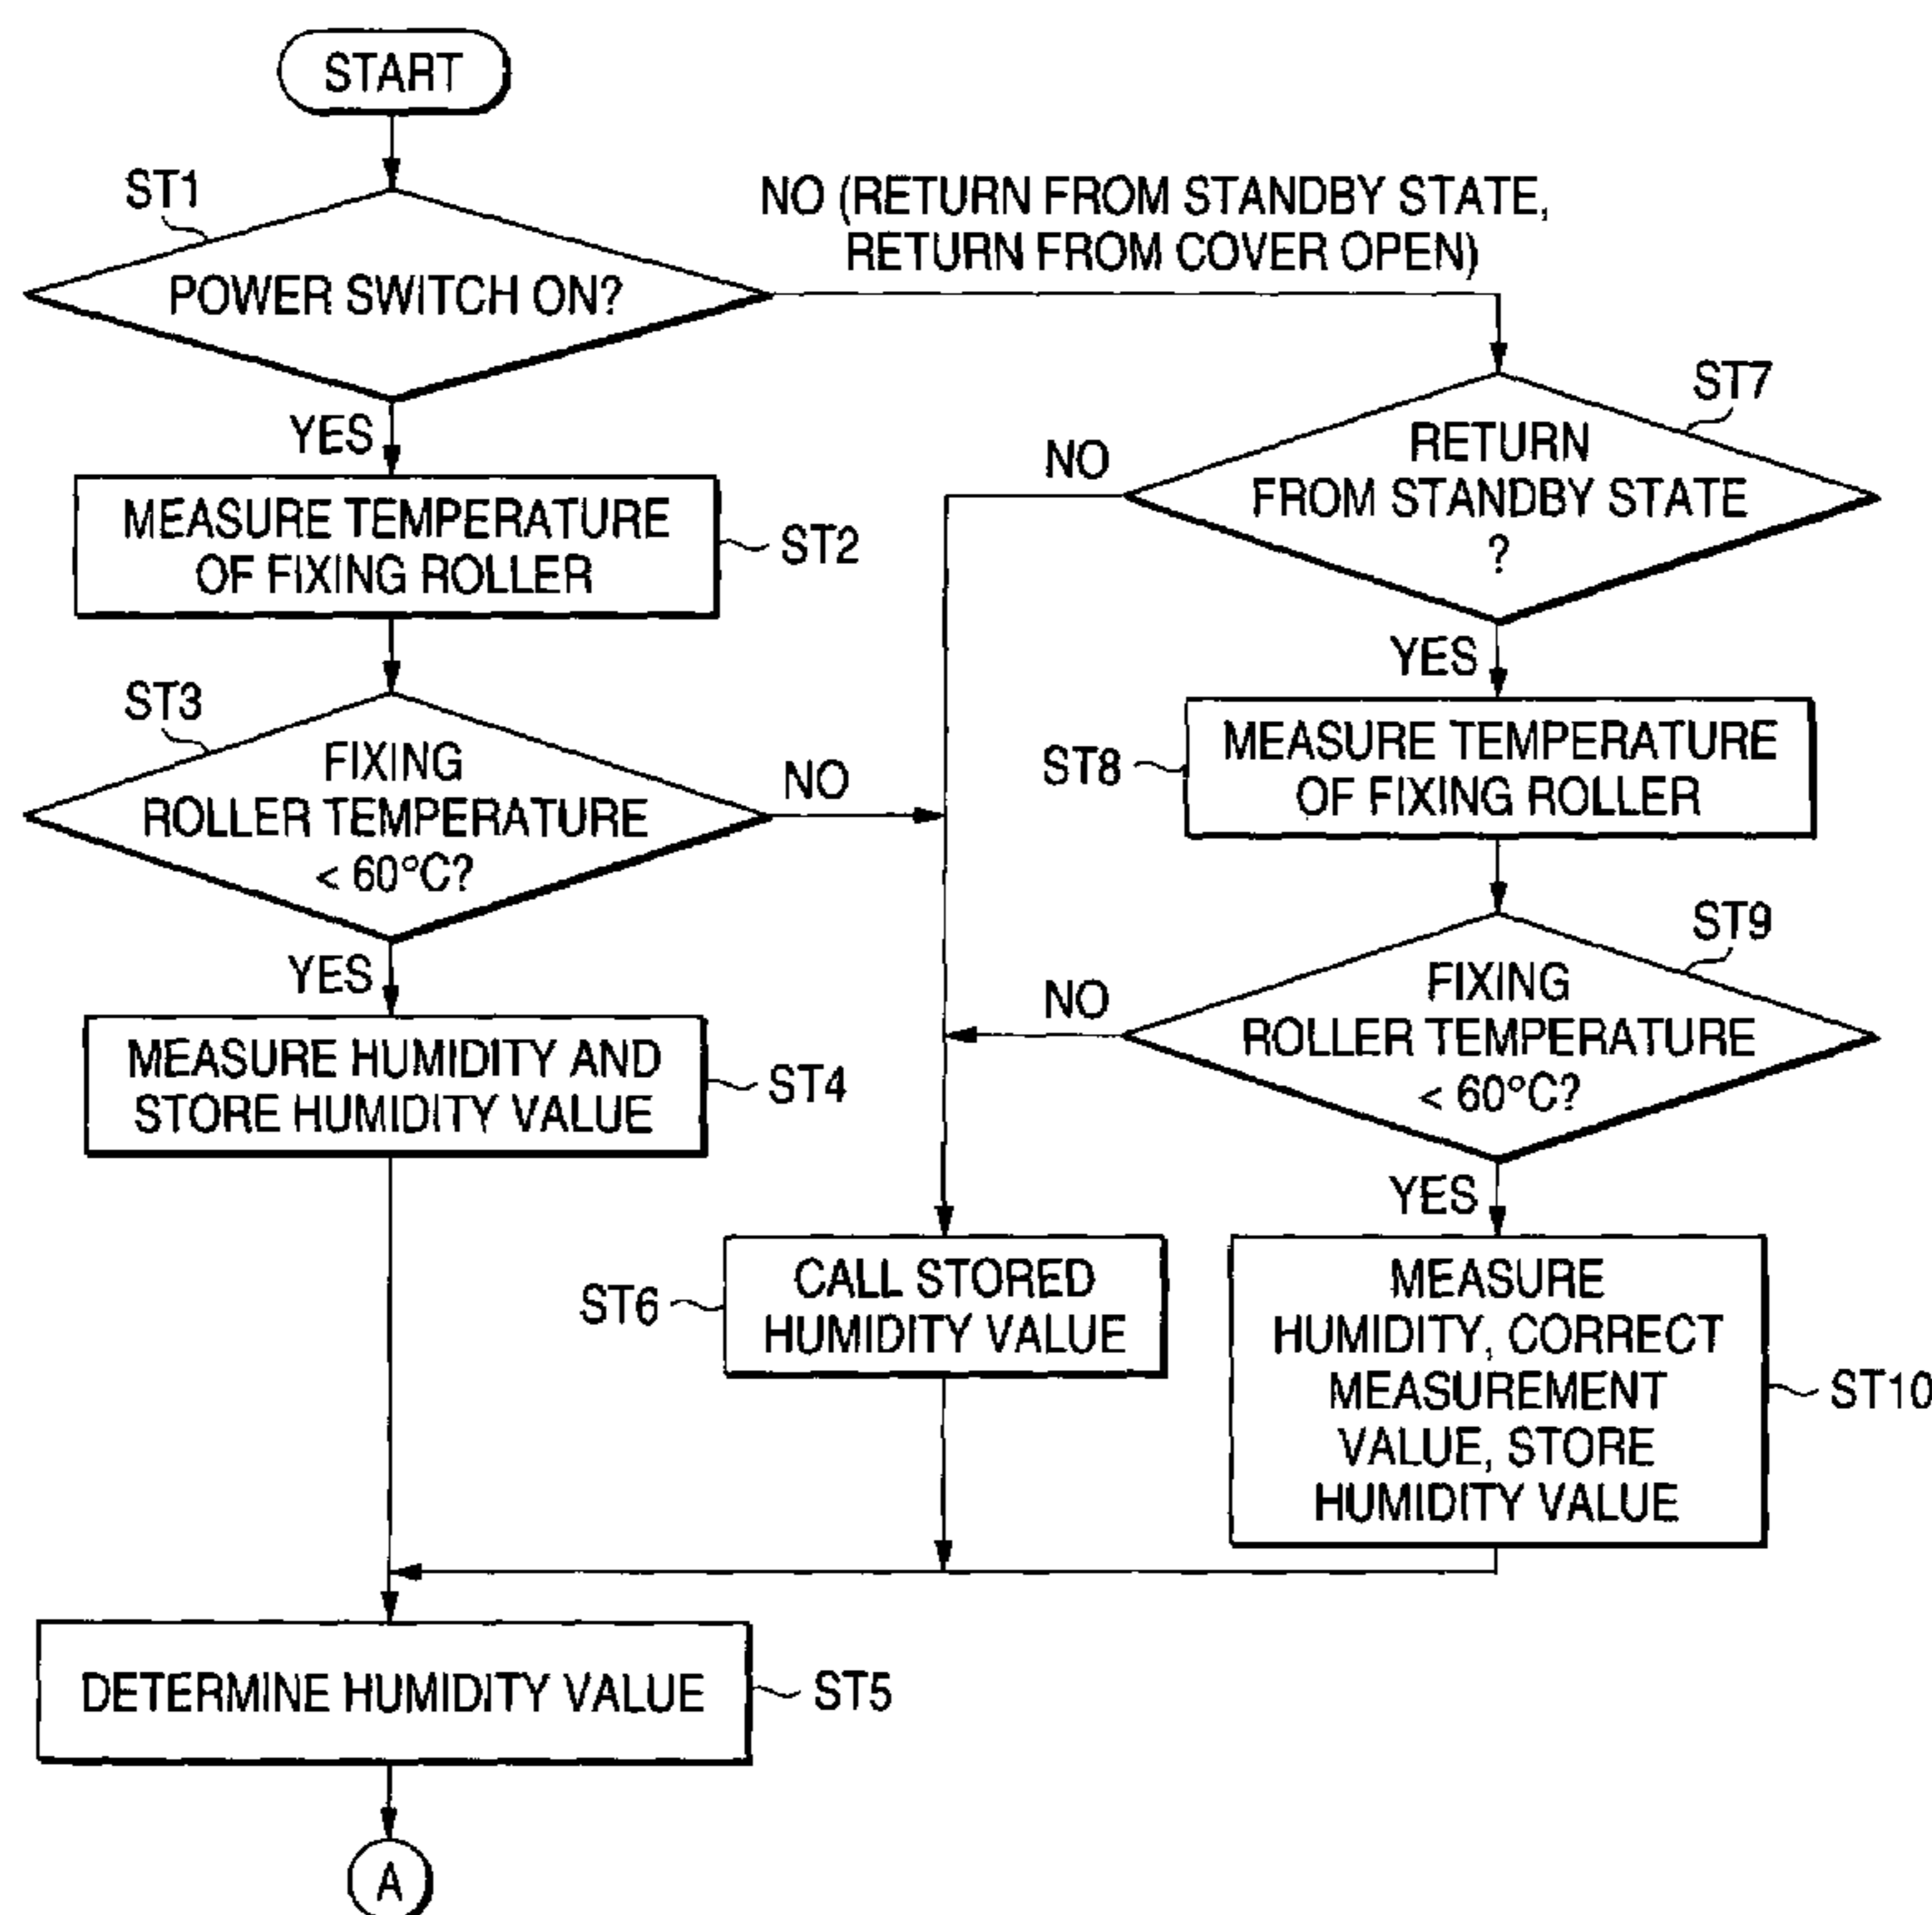 START
ST1
POWER SWITCH ON?
NO (RETURN FROM STANDBY STATE,
RETURN FROM COVER OPEN)
YES
MEASURE TEMPERATURE
OF FIXING ROLLER
ST2
ST3
FIXING
ROLLER TEMPERATURE
< 60°C?
NO
YES
MEASURE HUMIDITY AND
STORE HUMIDITY VALUE
ST4
ST7
RETURN
FROM STANDBY STATE
?
NO
YES
ST8
MEASURE TEMPERATURE
OF FIXING ROLLER
ST9
FIXING
ROLLER TEMPERATURE
< 60°C?
NO
YES
ST6
CALL STORED
HUMIDITY VALUE
MEASURE
HUMIDITY, CORRECT
MEASUREMENT
VALUE, STORE
HUMIDITY VALUE
ST10
DETERMINE HUMIDITY VALUE
ST5
A